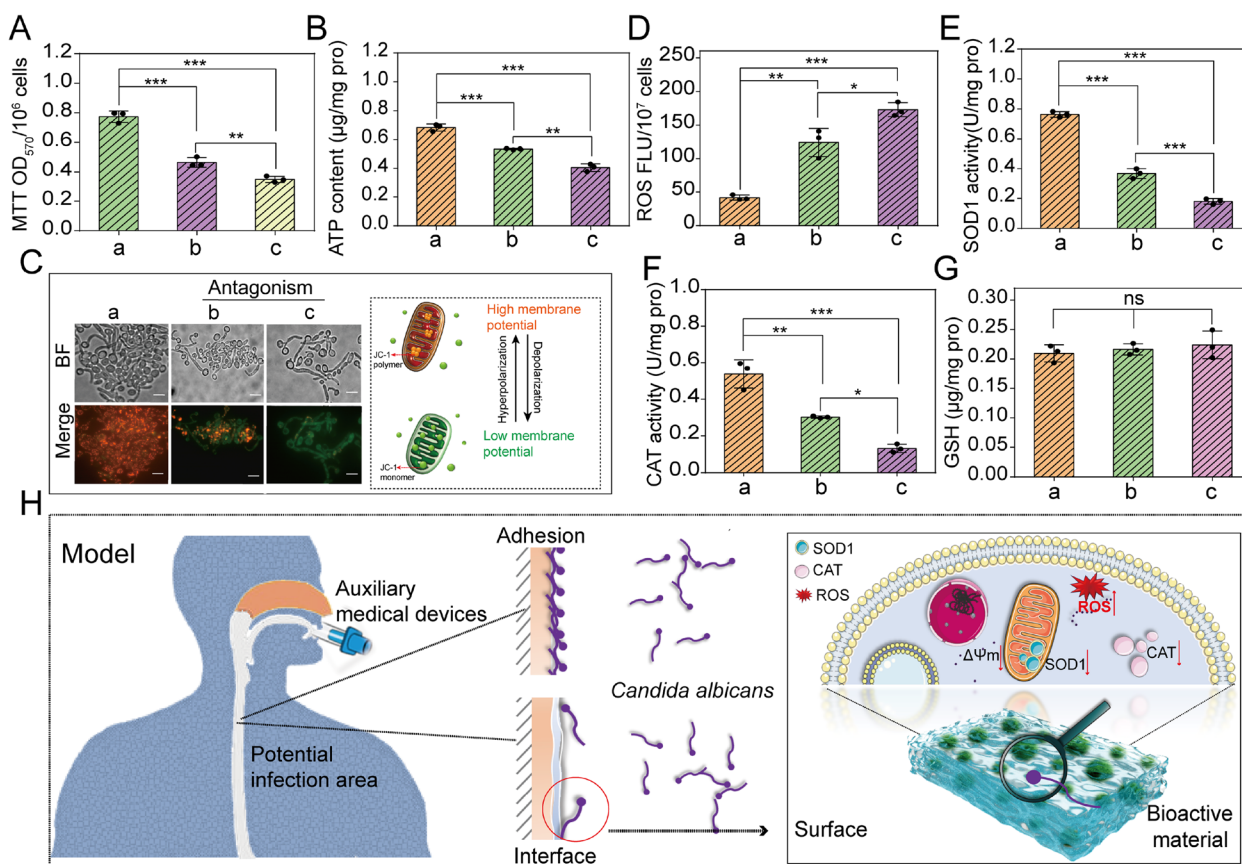 A
MTT OD570/10⁶ cells
1.2
1.0
0.8
0.6
0.4
0.2
0.0
***
***
**
a
b
c
B
ATP content (μg/mg pro)
1.2
1.0
0.8
0.6
0.4
0.2
0.0
***
***
**
a
b
c
D
ROS FLU/10⁷ cells
250
200
150
100
50
0
***
**
*
a
b
c
E
SOD1 activity(U/mg pro)
1.2
1.0
0.8
0.6
0.4
0.2
0.0
***
***
***
a
b
c
C
Antagonism
a
b
c
BF
Merge
JC-1
polymer
High membrane
potential
Hyperpolarization
Depolarization
JC-1
monomer
Low membrane
potential
F
CAT activity (U/mg pro)
1.0
0.8
0.6
0.4
0.2
0.0
***
**
*
a
b
c
G
GSH (μg/mg pro)
0.30
0.25
0.20
0.15
0.10
0.05
0.00
ns
a
b
c
H
Model
Auxiliary
medical devices
Potential
infection area
Adhesion
Candida albicans
Interface
SOD1
CAT
ROS
ROS
ΔΨm
SOD1
CAT
Surface
Bioactive
material